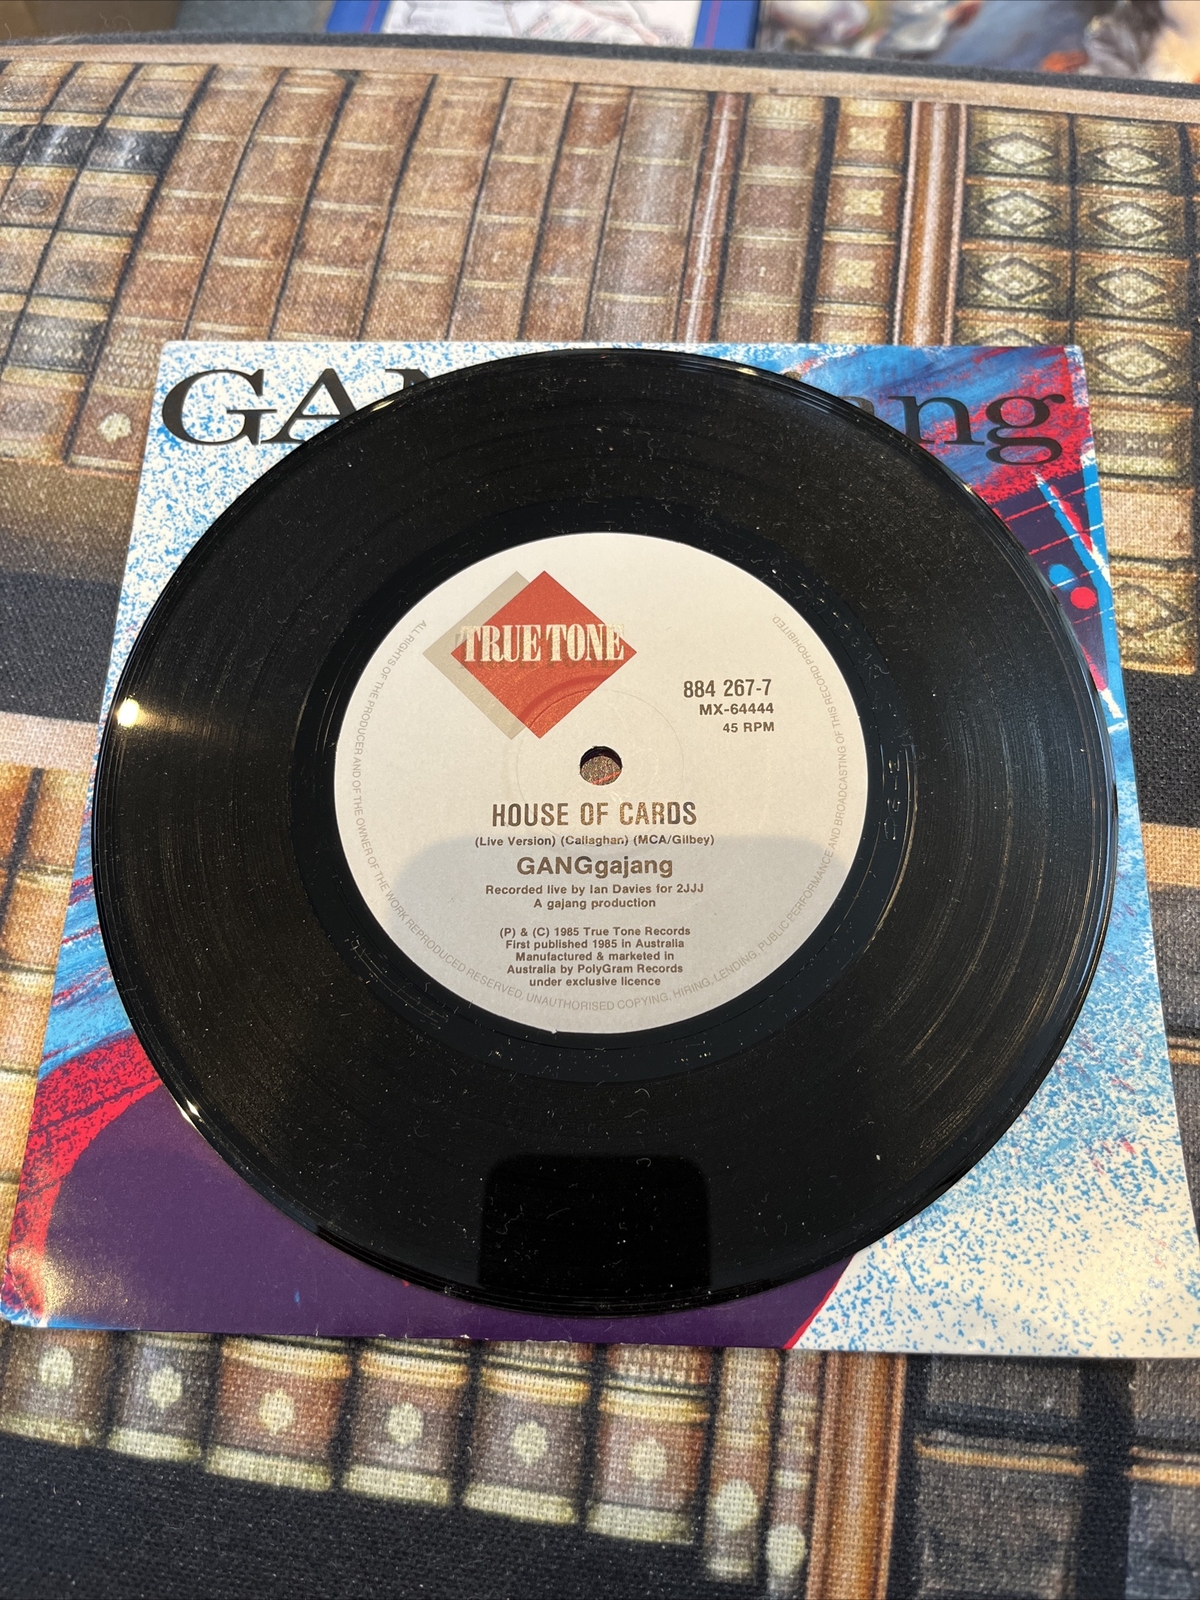 GA
ang
TRUE TONE
884 267-7
MX-64444
45 RPM
HOUSE OF CARDS
(Live Version) (Callaghan) (MCA/Gilbey)
GANGgajang
Recorded live by Ian Davies for 2JJJ
A gajang production
(P) & (C) 1985 True Tone Records
First published 1985 in Australia
Manufactured & marketed in
Australia by PolyGram Records
under exclusive licence
ALL RIGHTS OF THE PRODUCER AND OF THE OWNER OF THE WORK REPRODUCED RESERVED. UNAUTHORISED COPYING, HIRING, LENDING, PUBLIC PERFORMANCE AND BROADCASTING OF THIS RECORD PROHIBITED.